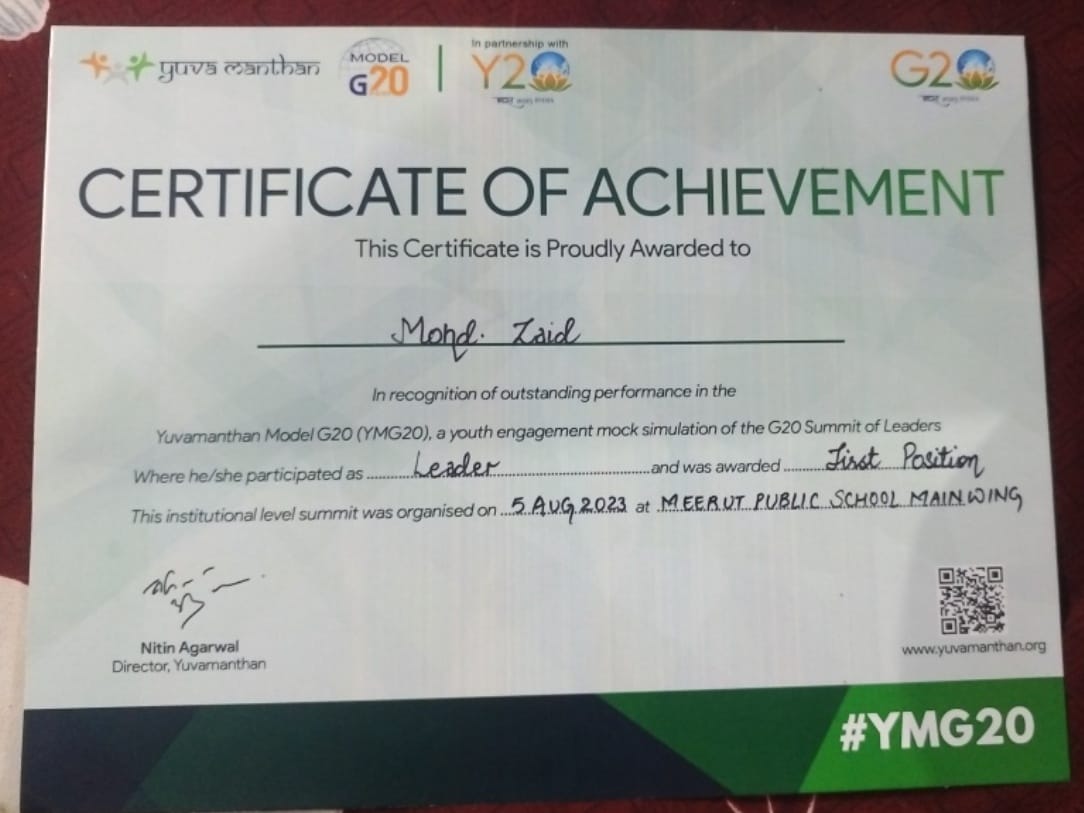 yuva manthan
MODEL
G20
In partnership with
Y20
G20
CERTIFICATE OF ACHIEVEMENT
This Certificate is Proudly Awarded to
Mohd. Zaid
In recognition of outstanding performance in the
Yuvamanthan Model G20 (YMG20), a youth engagement mock simulation of the G20 Summit of Leaders
Where he/she participated as Leader and was awarded First Position
This institutional level summit was organised on 5 AUG.2023 at MEERUT PUBLIC SCHOOL MAIN WING
Nitin Agarwal
Director, Yuvamanthan
www.yuvamanthan.org
#YMG20